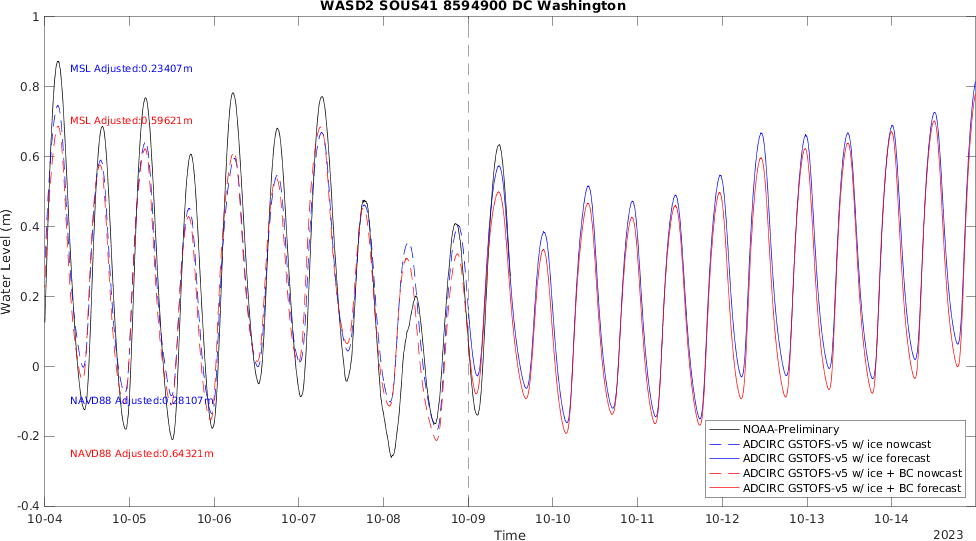 WASD2 SOUS41 8594900 DC Washington
1
0.8
0.6
0.4
0.2
0
-0.2
-0.4
Water Level (m)
MSL Adjusted:0.23407m
MSL Adjusted:0.59621m
NAVD88 Adjusted:0.28107m
NAVD88 Adjusted:0.64321m
NOAA-Preliminary
ADCIRC GSTOFS-v5 w/ ice nowcast
ADCIRC GSTOFS-v5 w/ ice forecast
ADCIRC GSTOFS-v5 w/ ice + BC nowcast
ADCIRC GSTOFS-v5 w/ ice + BC forecast
10-04 10-05 10-06 10-07 10-08 10-09 10-10 10-11 10-12 10-13 10-14
Time
2023